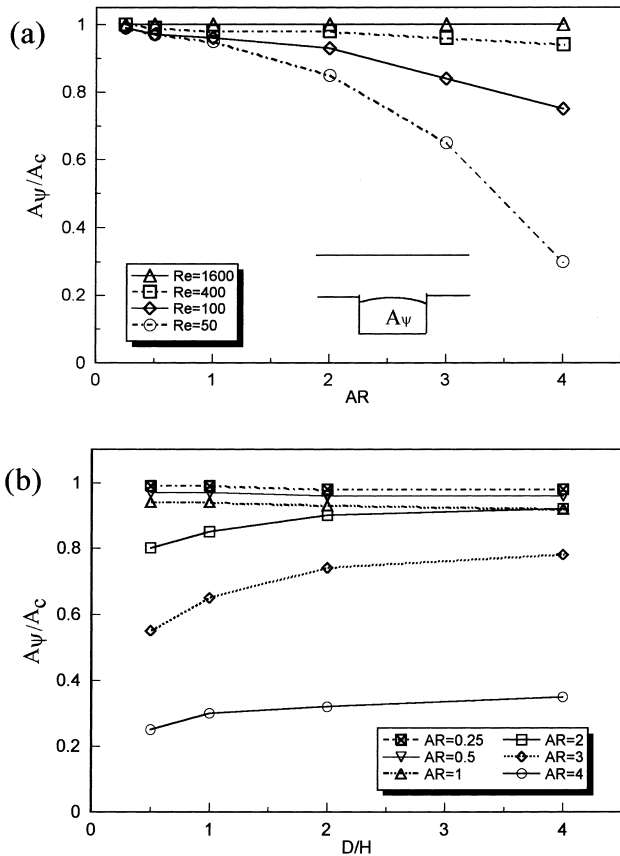 (a)
1
0.8
0.6
0.4
0.2
0
Aψ/Ac
Re=1600
Re=400
Re=100
Re=50
Aψ
0 1 2 3 4
AR
(b)
1
0.8
0.6
0.4
0.2
0
Aψ/Ac
AR=0.25 AR=2
AR=0.5 AR=3
AR=1 AR=4
0 1 2 3 4
D/H